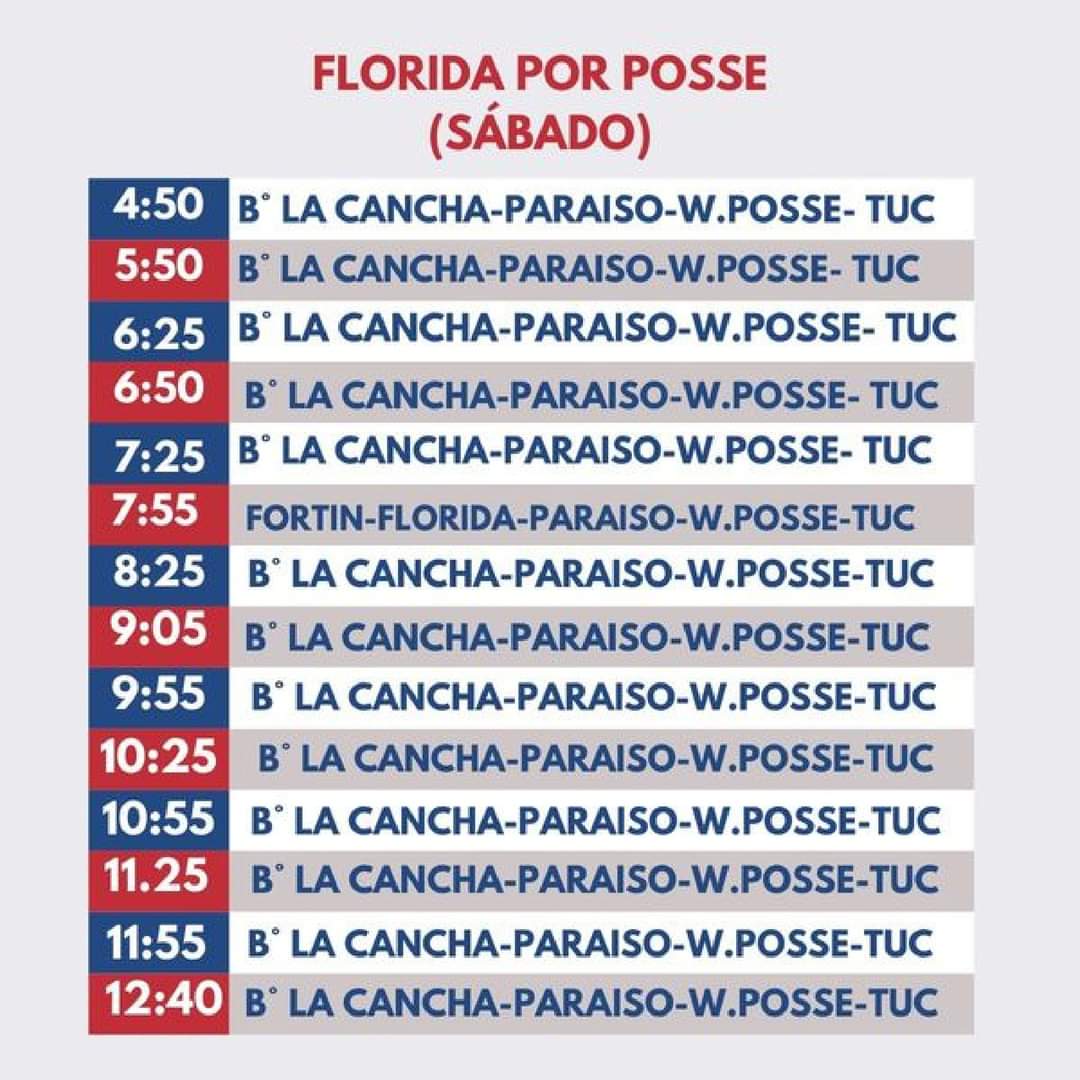 FLORIDA POR POSSE
(SÁBADO)
4:50 B° LA CANCHA-PARAISO-W.POSSE- TUC
5:50 B° LA CANCHA-PARAISO-W.POSSE- TUC
6:25 B° LA CANCHA-PARAISO-W.POSSE- TUC
6:50 B° LA CANCHA-PARAISO-W.POSSE- TUC
7:25 B° LA CANCHA-PARAISO-W.POSSE- TUC
7:55 FORTIN-FLORIDA-PARAISO-W.POSSE-TUC
8:25 B° LA CANCHA-PARAISO-W.POSSE-TUC
9:05 B° LA CANCHA-PARAISO-W.POSSE-TUC
9:55 B° LA CANCHA-PARAISO-W.POSSE-TUC
10:25 B° LA CANCHA-PARAISO-W.POSSE-TUC
10:55 B° LA CANCHA-PARAISO-W.POSSE-TUC
11.25 B° LA CANCHA-PARAISO-W.POSSE-TUC
11:55 B° LA CANCHA-PARAISO-W.POSSE-TUC
12:40 B° LA CANCHA-PARAISO-W.POSSE-TUC